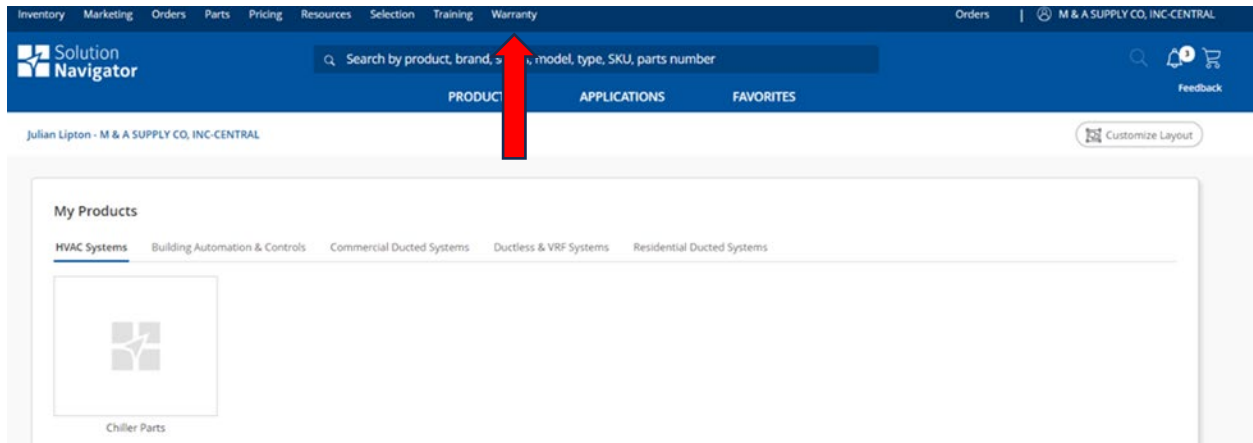 Inventory Marketing Orders Parts Pricing Resources Selection Training Warranty Orders | M & A SUPPLY CO, INC-CENTRAL
Solution
Navigator
Search by product, brand, model, type, SKU, parts number
3
Feedback
APPLICATIONS FAVORITES
Julian Lipton - M & A SUPPLY CO, INC-CENTRAL
Customize Layout
My Products
HVAC Systems Building Automation & Controls Commercial Ducted Systems Ductless & VRF Systems Residential Ducted Systems
Chiller Parts